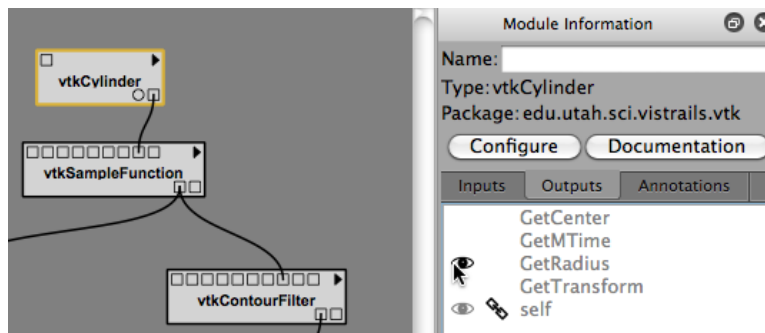 vtkCylinder
vtkSampleFunction
vtkContourFilter
Module Information
Name:
Type: vtkCylinder
Package: edu.utah.sci.vistrails.vtk
Configure Documentation
Inputs Outputs Annotations
GetCenter
GetMTime
GetRadius
GetTransform
self